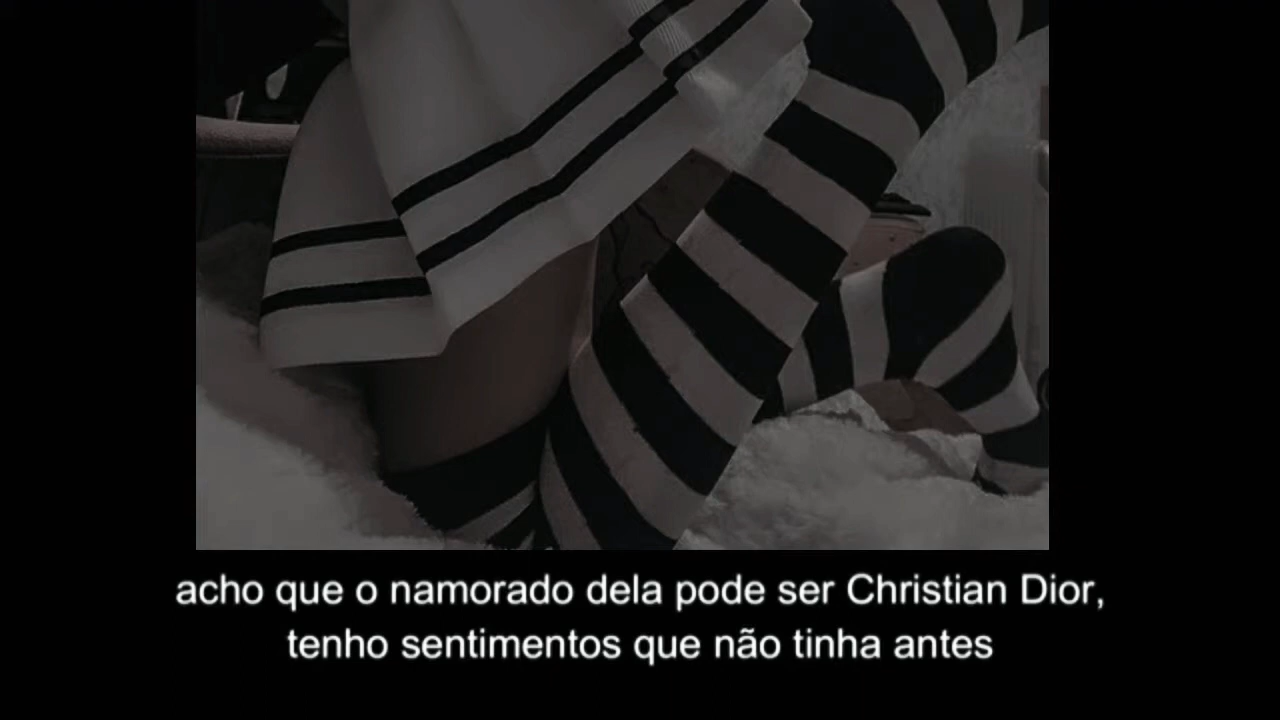 acho que o namorado dela pode ser Christian Dior,
tenho sentimentos que não tinha antes